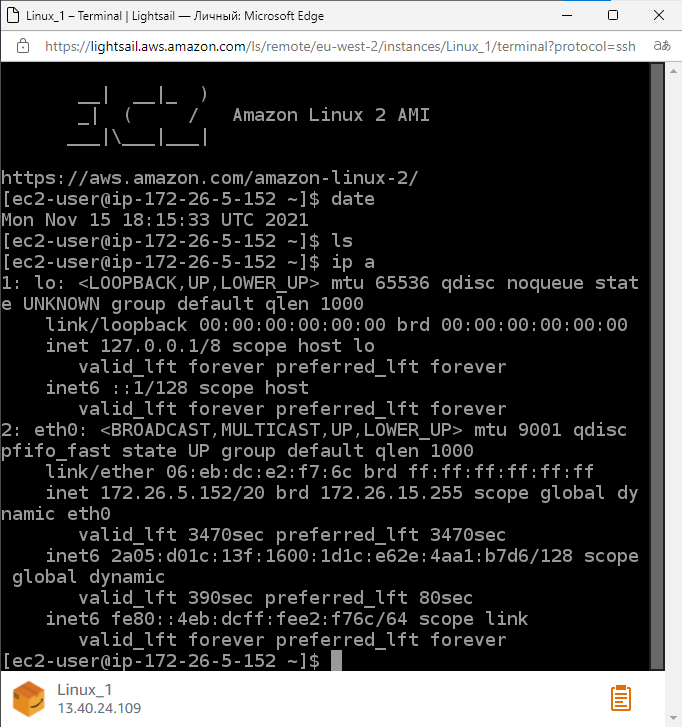 Linux_1 – Terminal | Lightsail — Личный: Microsoft Edge
https://lightsail.aws.amazon.com/ls/remote/eu-west-2/instances/Linux_1/terminal?protocol=ssh
       __|  __|_  )
       _|  (     /   Amazon Linux 2 AMI
      ___|\___|___|
https://aws.amazon.com/amazon-linux-2/
[ec2-user@ip-172-26-5-152 ~]$ date
Mon Nov 15 18:15:33 UTC 2021
[ec2-user@ip-172-26-5-152 ~]$ ls
[ec2-user@ip-172-26-5-152 ~]$ ip a
1: lo: <LOOPBACK,UP,LOWER_UP> mtu 65536 qdisc noqueue stat
e UNKNOWN group default qlen 1000
    link/loopback 00:00:00:00:00:00 brd 00:00:00:00:00:00
    inet 127.0.0.1/8 scope host lo
       valid_lft forever preferred_lft forever
    inet6 ::1/128 scope host
       valid_lft forever preferred_lft forever
2: eth0: <BROADCAST,MULTICAST,UP,LOWER_UP> mtu 9001 qdisc
pfifo_fast state UP group default qlen 1000
    link/ether 06:eb:dc:e2:f7:6c brd ff:ff:ff:ff:ff:ff
    inet 172.26.5.152/20 brd 172.26.15.255 scope global dy
namic eth0
       valid_lft 3470sec preferred_lft 3470sec
    inet6 2a05:d01c:13f:1600:1d1c:e62e:4aa1:b7d6/128 scope
 global dynamic
       valid_lft 390sec preferred_lft 80sec
    inet6 fe80::4eb:dcff:fee2:f76c/64 scope link
       valid_lft forever preferred_lft forever
[ec2-user@ip-172-26-5-152 ~]$
Linux_1
13.40.24.109